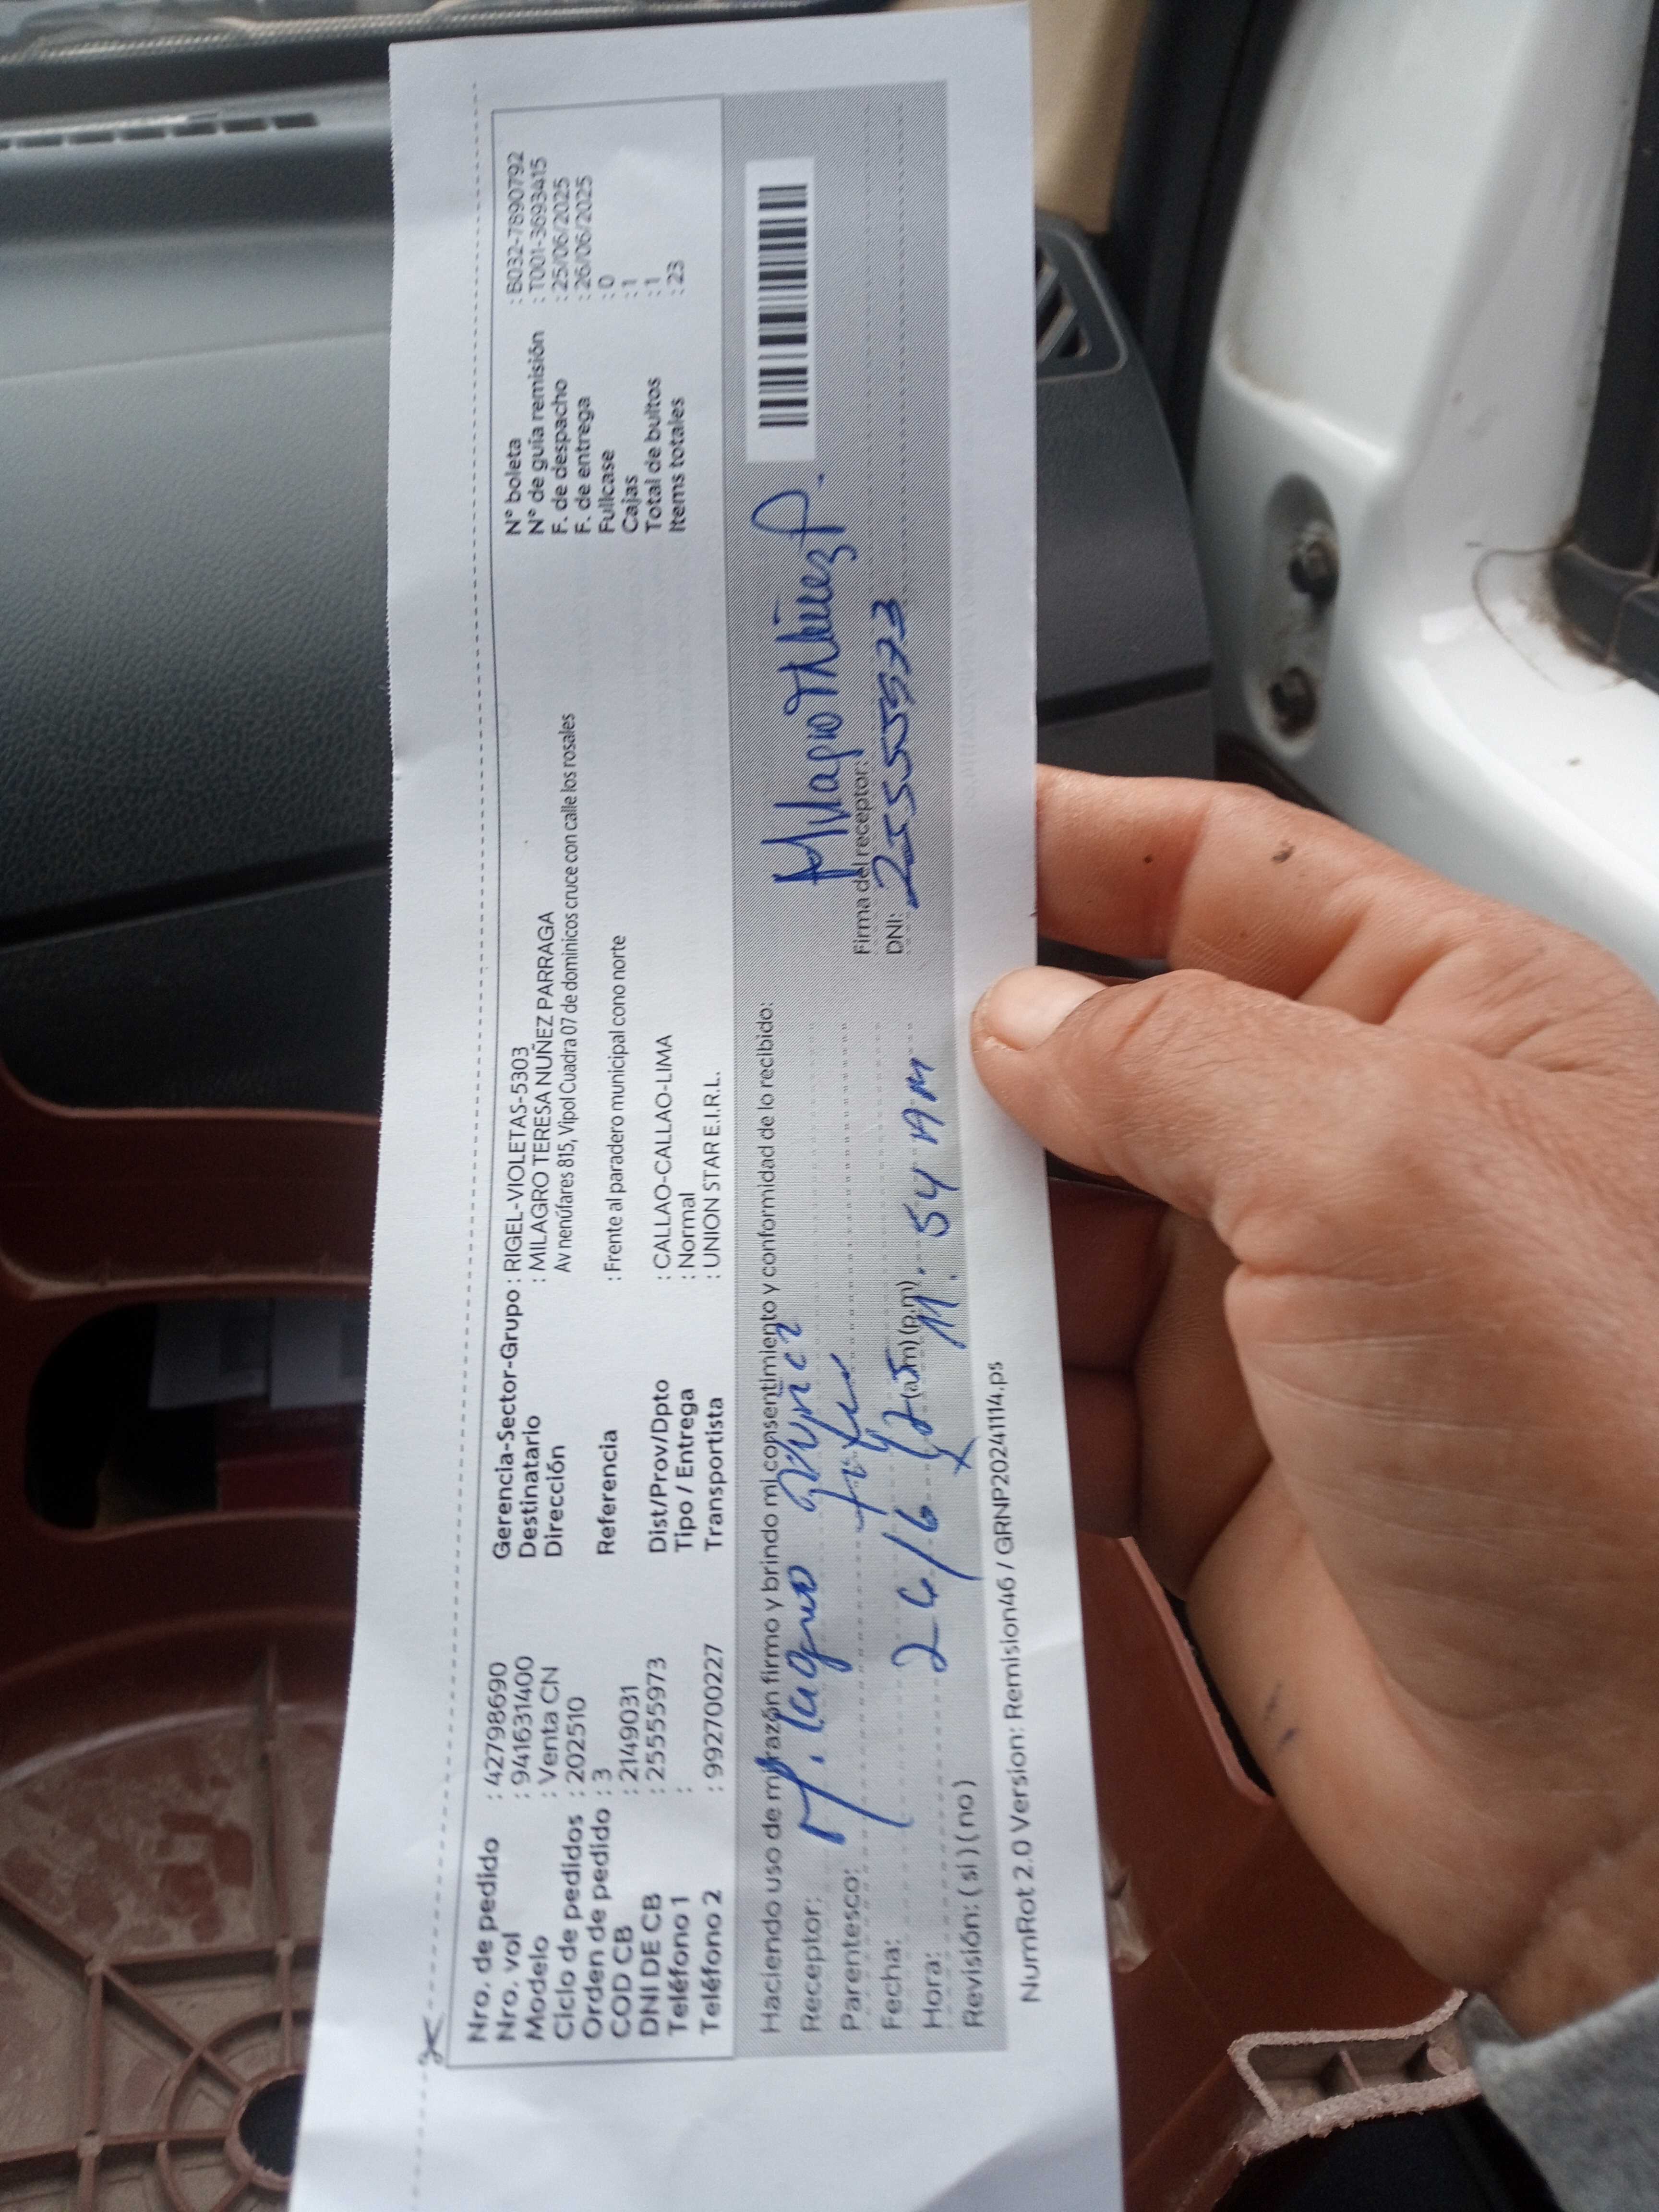 Nro. de pedido : 42798690
Nro. vol : 941631400
Modelo : Venta CN
Ciclo de pedidos : 202510
Orden de pedido : 3
COD CB : 2149031
DNI DE CB : 25555973
Teléfono 1 :
Teléfono 2 : 992700227
Gerencia-Sector-Grupo : RIGEL-VIOLETAS-5303
Destinatario : MILAGRO TERESA NUÑEZ PARRAGA
Dirección Av nenúfares 815, Vipol Cuadra 07 de dominicos cruce con calle los rosales
Referencia : Frente al paradero municipal cono norte
Dist/Prov/Dpto : CALLAO-CALLAO-LIMA
Tipo / Entrega : Normal
Transportista : UNION STAR E.I.R.L.
N° boleta : B032-7890792
N° de guía remisión : T001-3693415
F. de despacho : 25/06/2025
F. de entrega : 26/06/2025
Fullcase : 0
Cajas : 1
Total de bultos : 1
Items totales : 23
Haciendo uso de mi razón firmo y brindo mi consentimiento y conformidad de lo recibido:
Receptor: Milagro Nuñez
Parentesco:
Fecha: 26/6/25
Hora: (a.m) (p.m) 11:54 AM
Revisión: ( si ) ( no )
Milagro T Núñez P.
Firma del receptor:
DNI: 25555973
NumRot 2.0 Version: Remision46 / GRNP20241114.ps